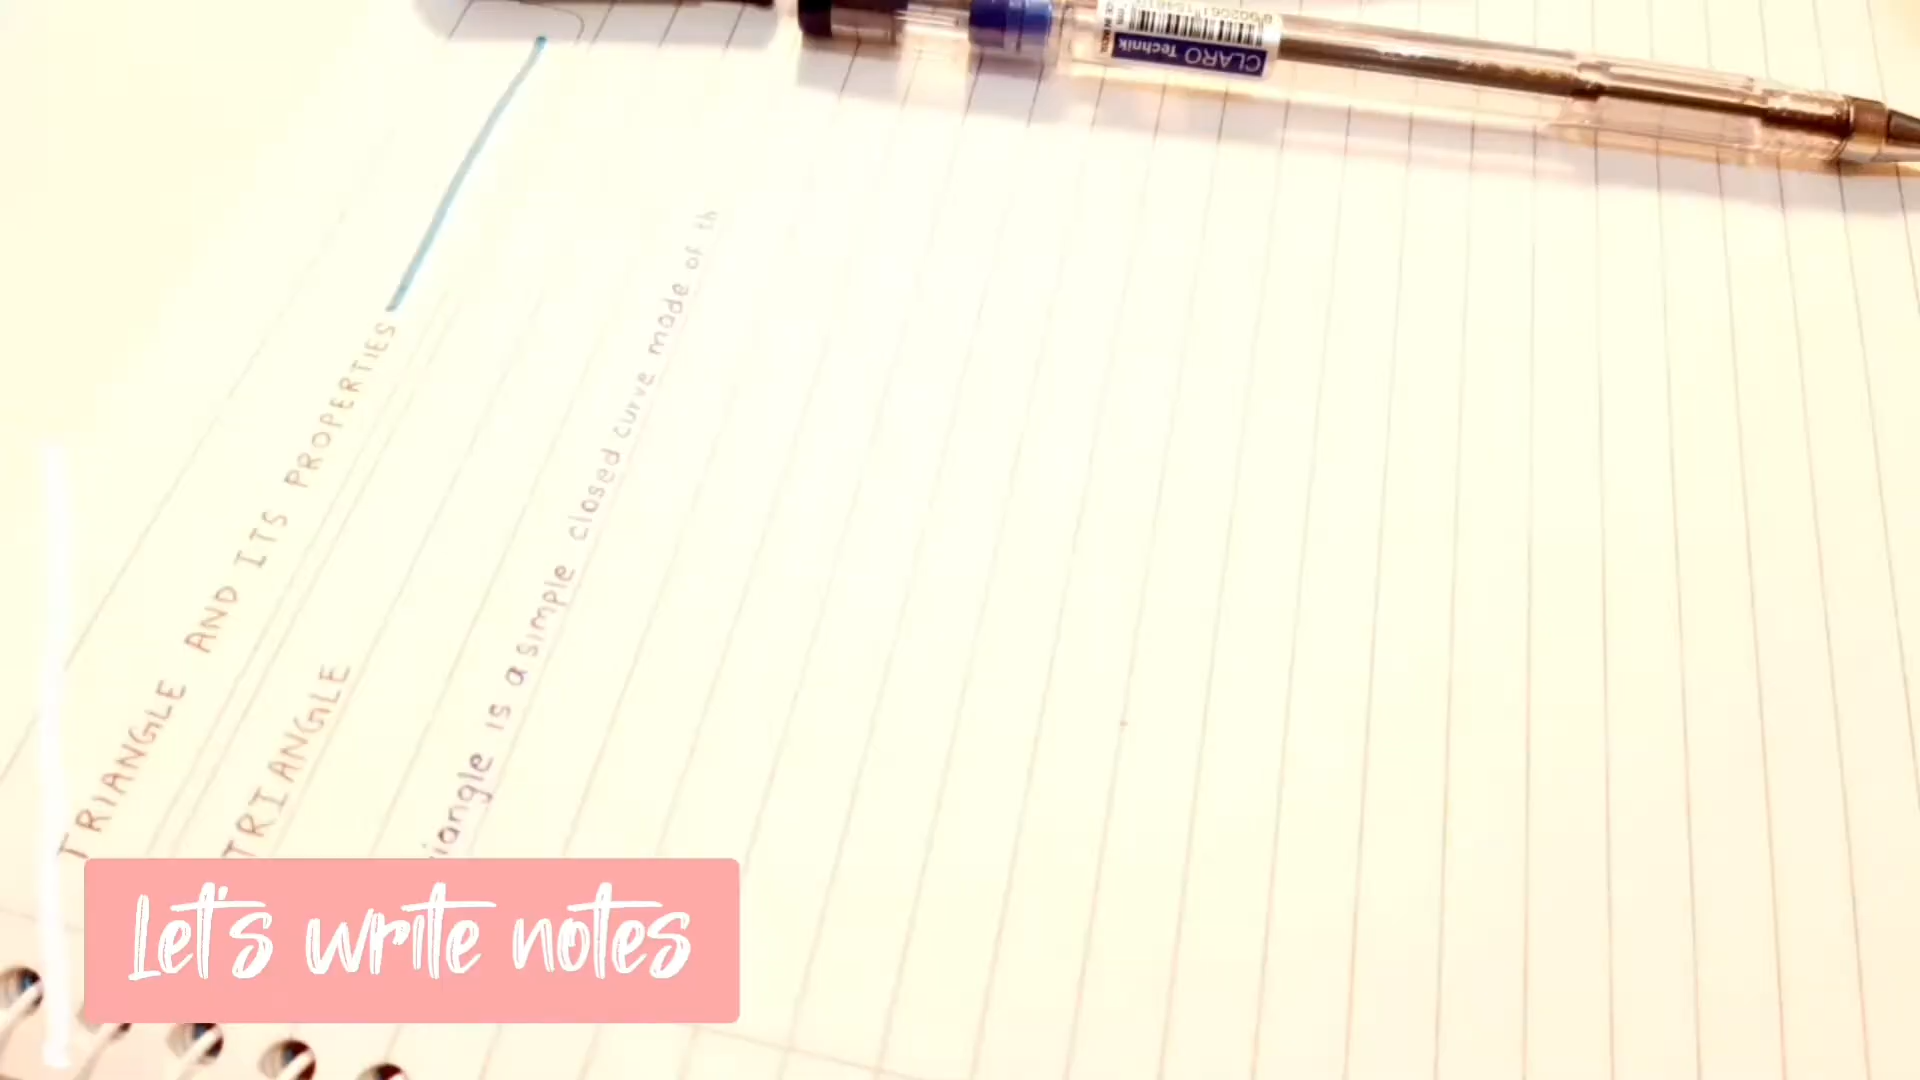 TRIANGLE AND ITS PROPERTIES
TRIANGLE
iangle is a simple closed curve made of th
CLARO Technik
Let's write notes